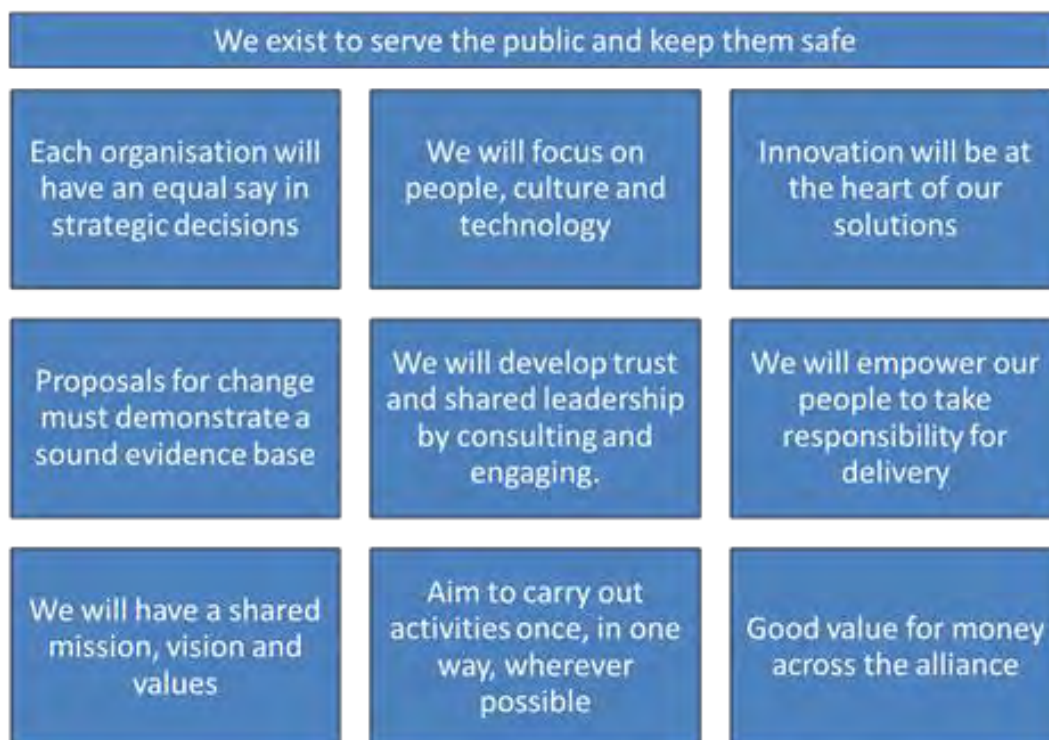 We exist to serve the public and keep them safe
Each organisation will
have an equal say in
strategic decisions
We will focus on
people, culture and
technology
Innovation will be at
the heart of our
solutions
Proposals for change
must demonstrate a
sound evidence base
We will develop trust
and shared leadership
by consulting and
engaging.
We will empower our
people to take
responsibility for
delivery
We will have a shared
mission, vision and
values
Aim to carry out
activities once, in one
way, wherever
possible
Good value for money
across the alliance